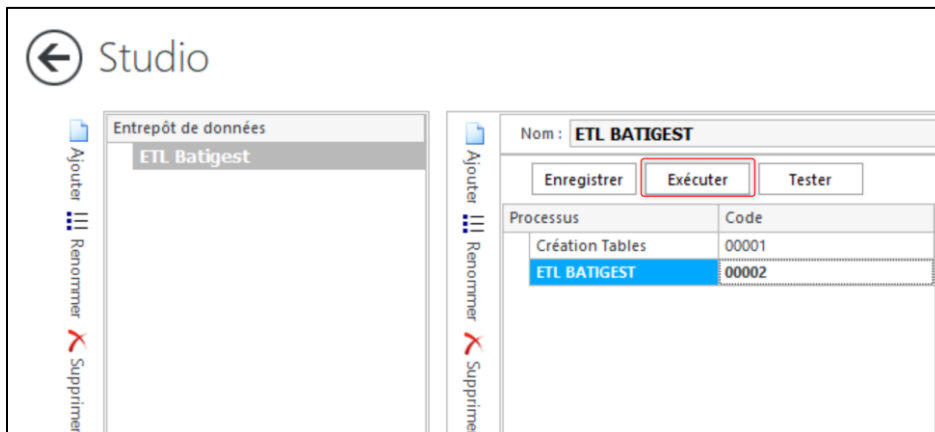 Studio
Ajouter
Renommer
Supprimer
Entrepôt de données
ETL Batigest
Ajouter
Renommer
Supprimer
Nom : ETL BATIGEST
Enregistrer Exécuter Tester
Processus Code
Création Tables 00001
ETL BATIGEST 00002